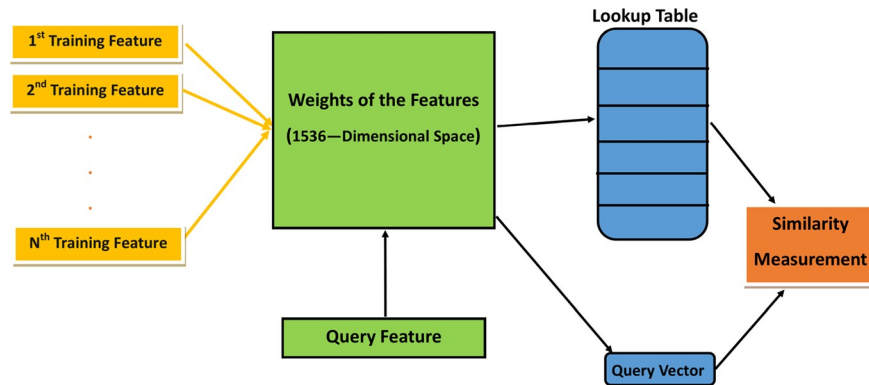 Lookup Table
1st Training Feature
2nd Training Feature
.
.
.
Nth Training Feature
Weights of the Features
(1536—Dimensional Space)
Query Feature
Similarity
Measurement
Query Vector